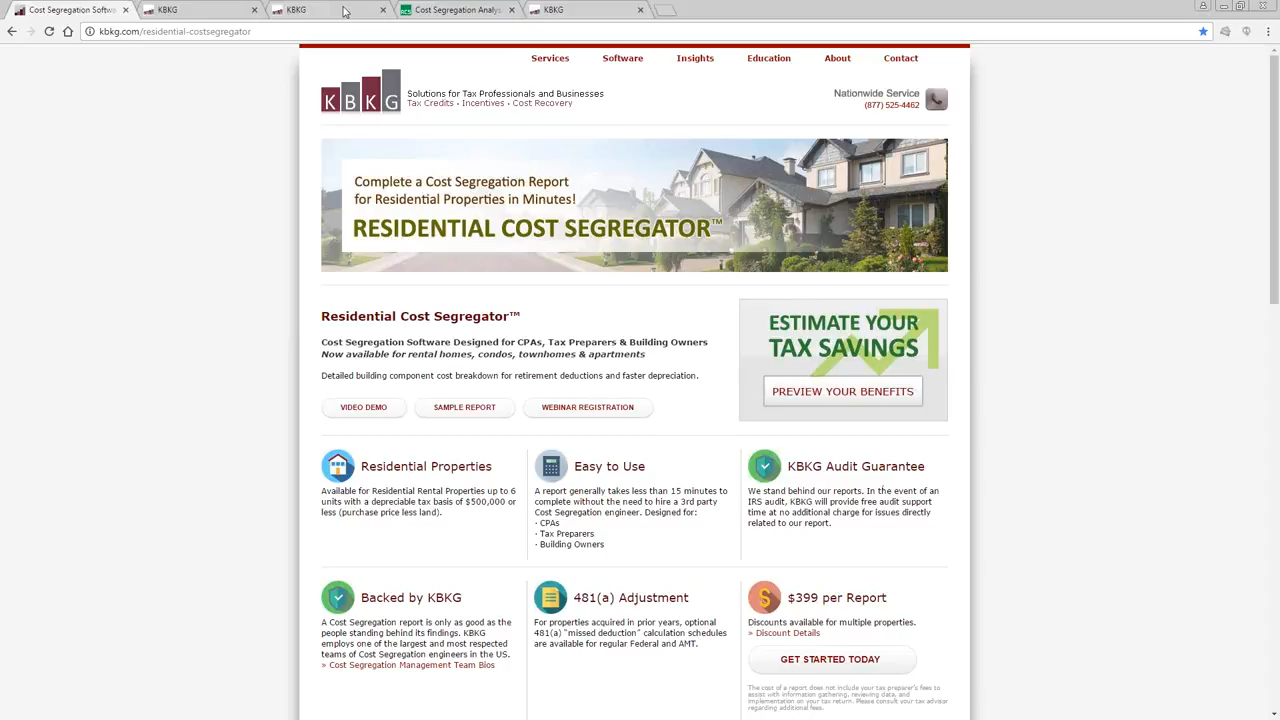 Cost Segregation Softw
KBKG
KBKG
Cost Segregation Analys
KBKG
kbkg.com/residential-costsegregation
Services Software Insights Education About Contact
KBKG
Solutions for Tax Professionals and Businesses
Tax Credits · Incentives · Cost Recovery
Nationwide Service
(877) 525-4462
Complete a Cost Segregation Report
for Residential Properties in Minutes!
RESIDENTIAL COST SEGREGATOR™
Residential Cost Segregator™
Cost Segregation Software Designed for CPAs, Tax Preparers & Building Owners
Now available for rental homes, condos, townhomes & apartments
Detailed building component cost breakdown for retirement deductions and faster depreciation.
VIDEO DEMO SAMPLE REPORT WEBINAR REGISTRATION
ESTIMATE YOUR
TAX SAVINGS
PREVIEW YOUR BENEFITS
Residential Properties
Available for Residential Rental Properties up to 6
units with a depreciable tax basis of $500,000 or
less (purchase price less land).
Easy to Use
A report generally takes less than 15 minutes to
complete without the need to hire a 3rd party
Cost Segregation engineer. Designed for:
· CPAs
· Tax Preparers
· Building Owners
KBKG Audit Guarantee
We stand behind our reports. In the event of an
IRS audit, KBKG will provide free audit support
time at no additional charge for issues directly
related to our report.
Backed by KBKG
A Cost Segregation report is only as good as the
people standing behind its findings. KBKG
employs one of the largest and most respected
teams of Cost Segregation engineers in the US.
» Cost Segregation Management Team Bios
481(a) Adjustment
For properties acquired in prior years, optional
481(a) "missed deduction" calculation schedules
are available for regular Federal and AMT.
$399 per Report
Discounts available for multiple properties.
» Discount Details
GET STARTED TODAY
The cost of a report does not include your tax preparer's fees to
assist with information gathering, reviewing data, and
implementation on your tax return. Please consult your tax advisor
regarding additional fees.